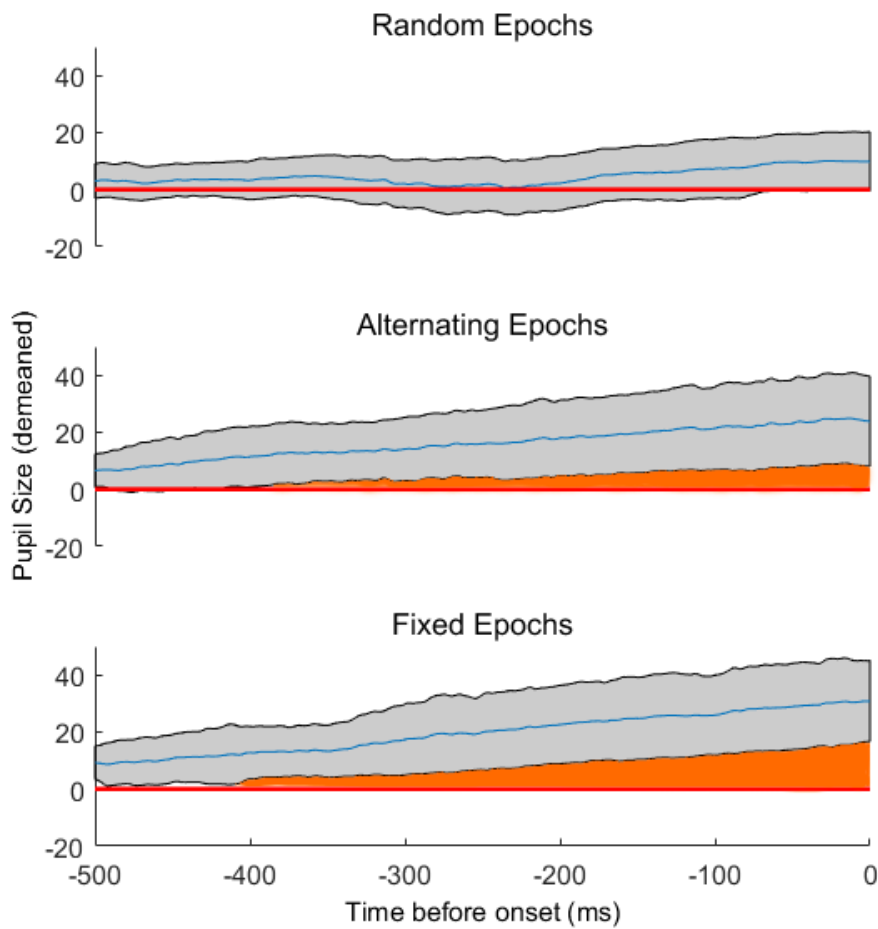 Random Epochs
40
20
0
-20
Alternating Epochs
40
20
0
-20
Pupil Size (demeaned)
Fixed Epochs
40
20
0
-20
-500 -400 -300 -200 -100 0
Time before onset (ms)